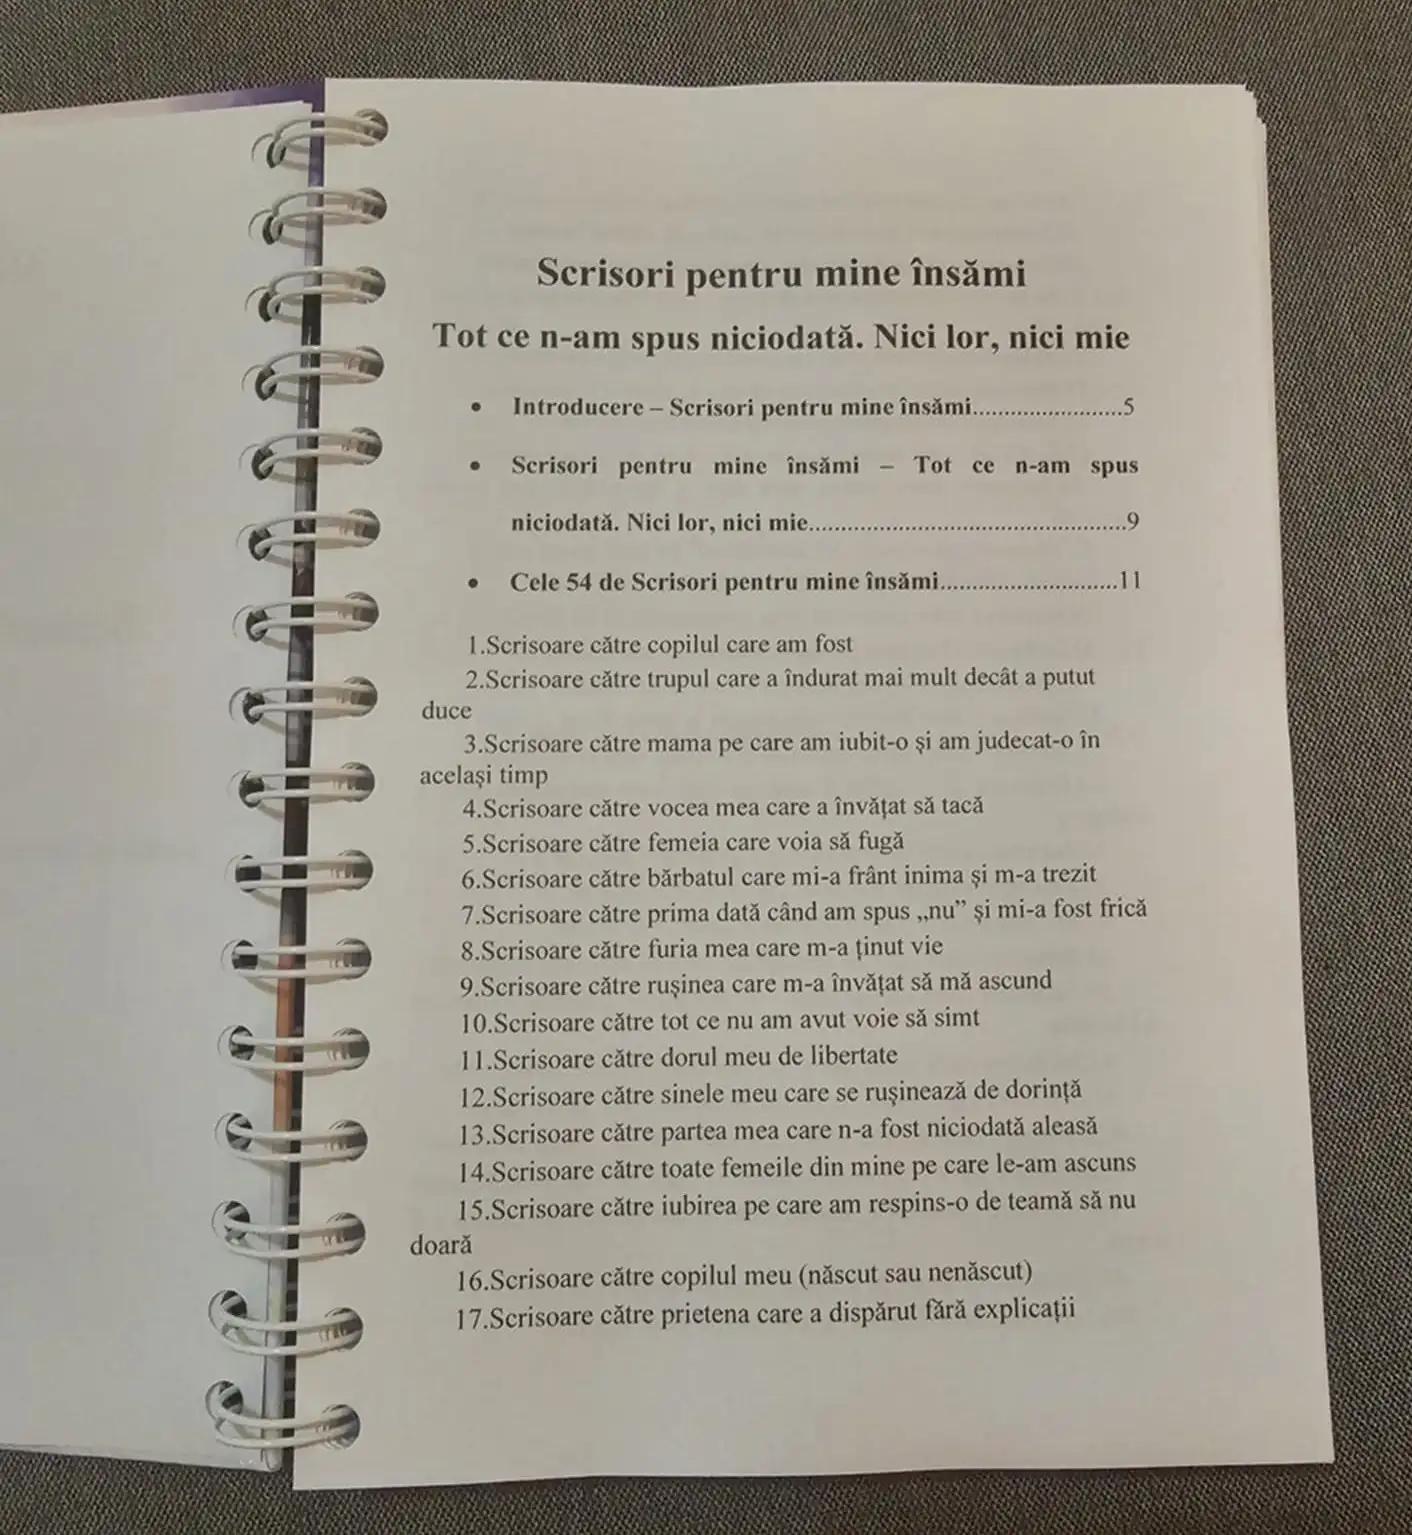 Scrisori pentru mine însămi
Tot ce n-am spus niciodată. Nici lor, nici mie
• Introducere – Scrisori pentru mine însămi.......................5
• Scrisori pentru mine însămi – Tot ce n-am spus
niciodată. Nici lor, nici mie..................................................9
• Cele 54 de Scrisori pentru mine însămi............................11
1.Scrisoare către copilul care am fost
2.Scrisoare către trupul care a îndurat mai mult decât a putut
duce
3.Scrisoare către mama pe care am iubit-o și am judecat-o în
același timp
4.Scrisoare către vocea mea care a învățat să tacă
5.Scrisoare către femeia care voia să fugă
6.Scrisoare către bărbatul care mi-a frânt inima și m-a trezit
7.Scrisoare către prima dată când am spus „nu” și mi-a fost frică
8.Scrisoare către furia mea care m-a ținut vie
9.Scrisoare către rușinea care m-a învățat să mă ascund
10.Scrisoare către tot ce nu am avut voie să simt
11.Scrisoare către dorul meu de libertate
12.Scrisoare către sinele meu care se rușinează de dorință
13.Scrisoare către partea mea care n-a fost niciodată aleasă
14.Scrisoare către toate femeile din mine pe care le-am ascuns
15.Scrisoare către iubirea pe care am respins-o de teamă să nu
doară
16.Scrisoare către copilul meu (născut sau nenăscut)
17.Scrisoare către prietena care a dispărut fără explicații